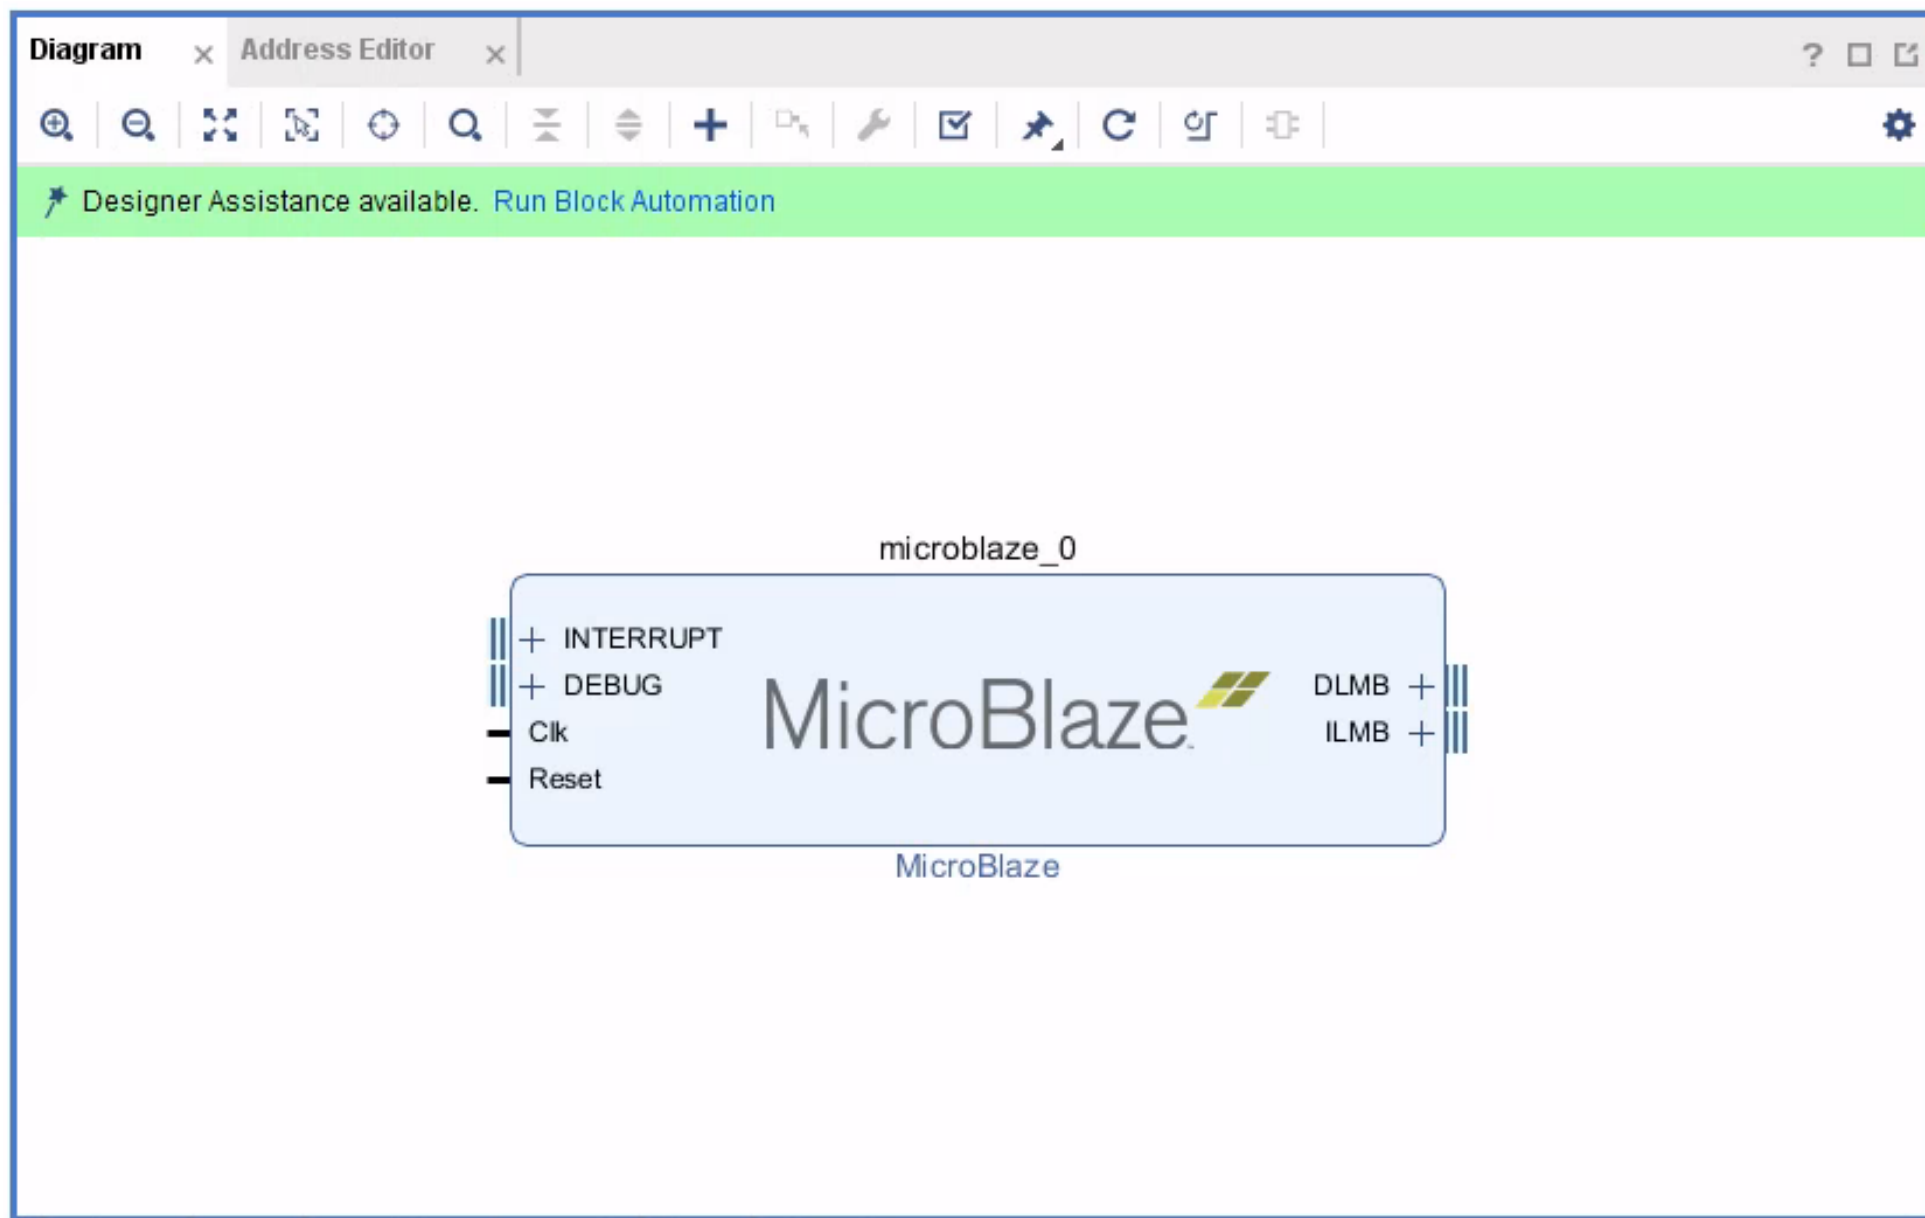 Diagram Address Editor
Designer Assistance available. Run Block Automation
microblaze_0
INTERRUPT
DEBUG
Clk
Reset
MicroBlaze
DLMB
ILMB
MicroBlaze